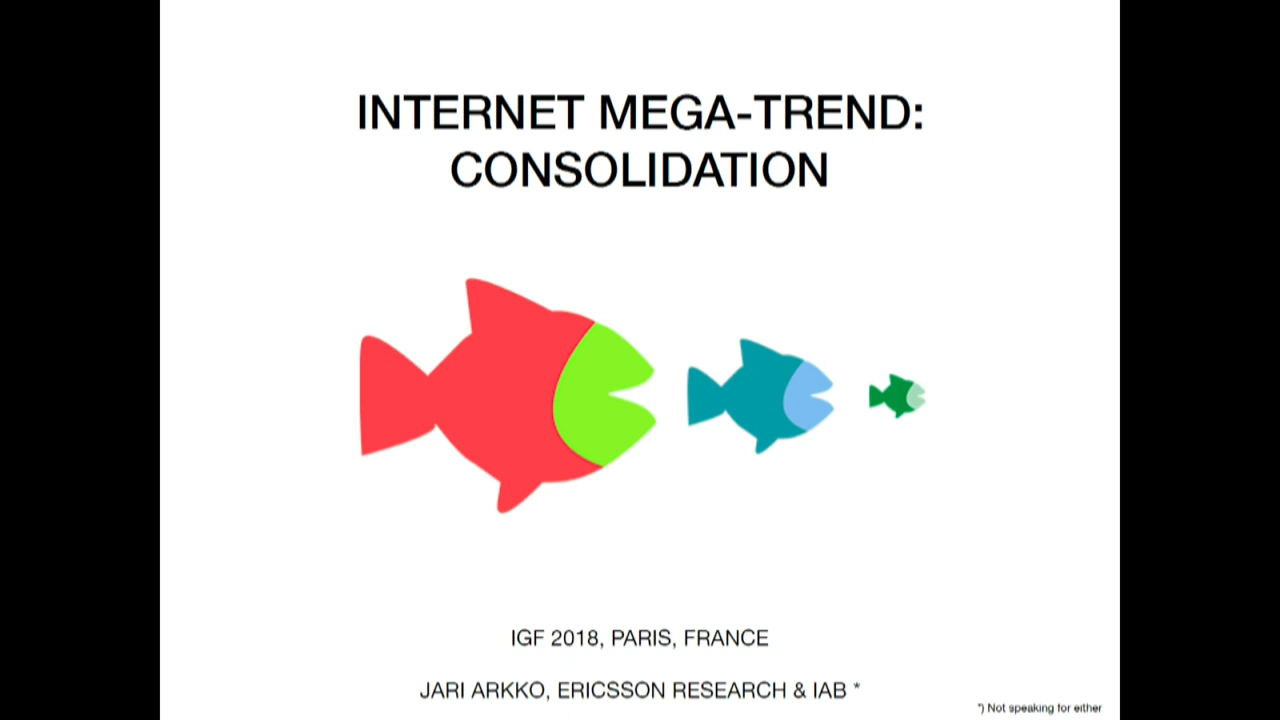 INTERNET MEGA-TREND:
CONSOLIDATION
IGF 2018, PARIS, FRANCE
JARI ARKKO, ERICSSON RESEARCH & IAB *
*) Not speaking for either